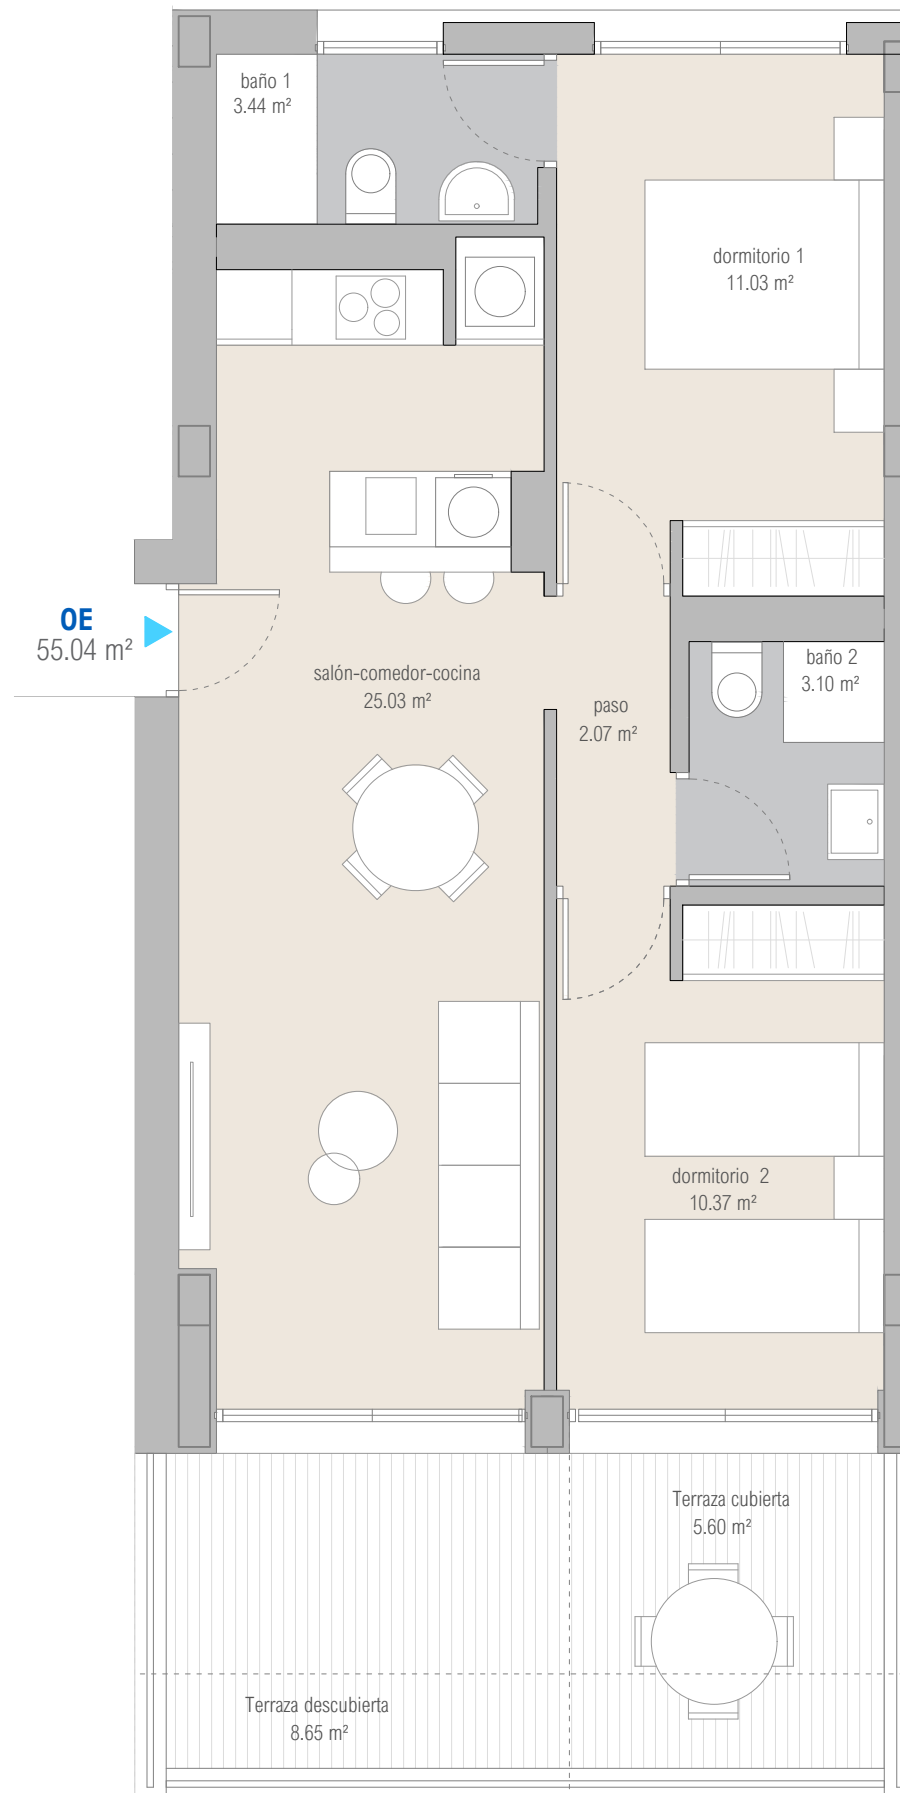 baño 1
3.44 m²
dormitorio 1
11.03 m²
OE
55.04 m²
salón-comedor-cocina
25.03 m²
paso
2.07 m²
baño 2
3.10 m²
dormitorio 2
10.37 m²
Terraza cubierta
5.60 m²
Terraza descubierta
8.65 m²